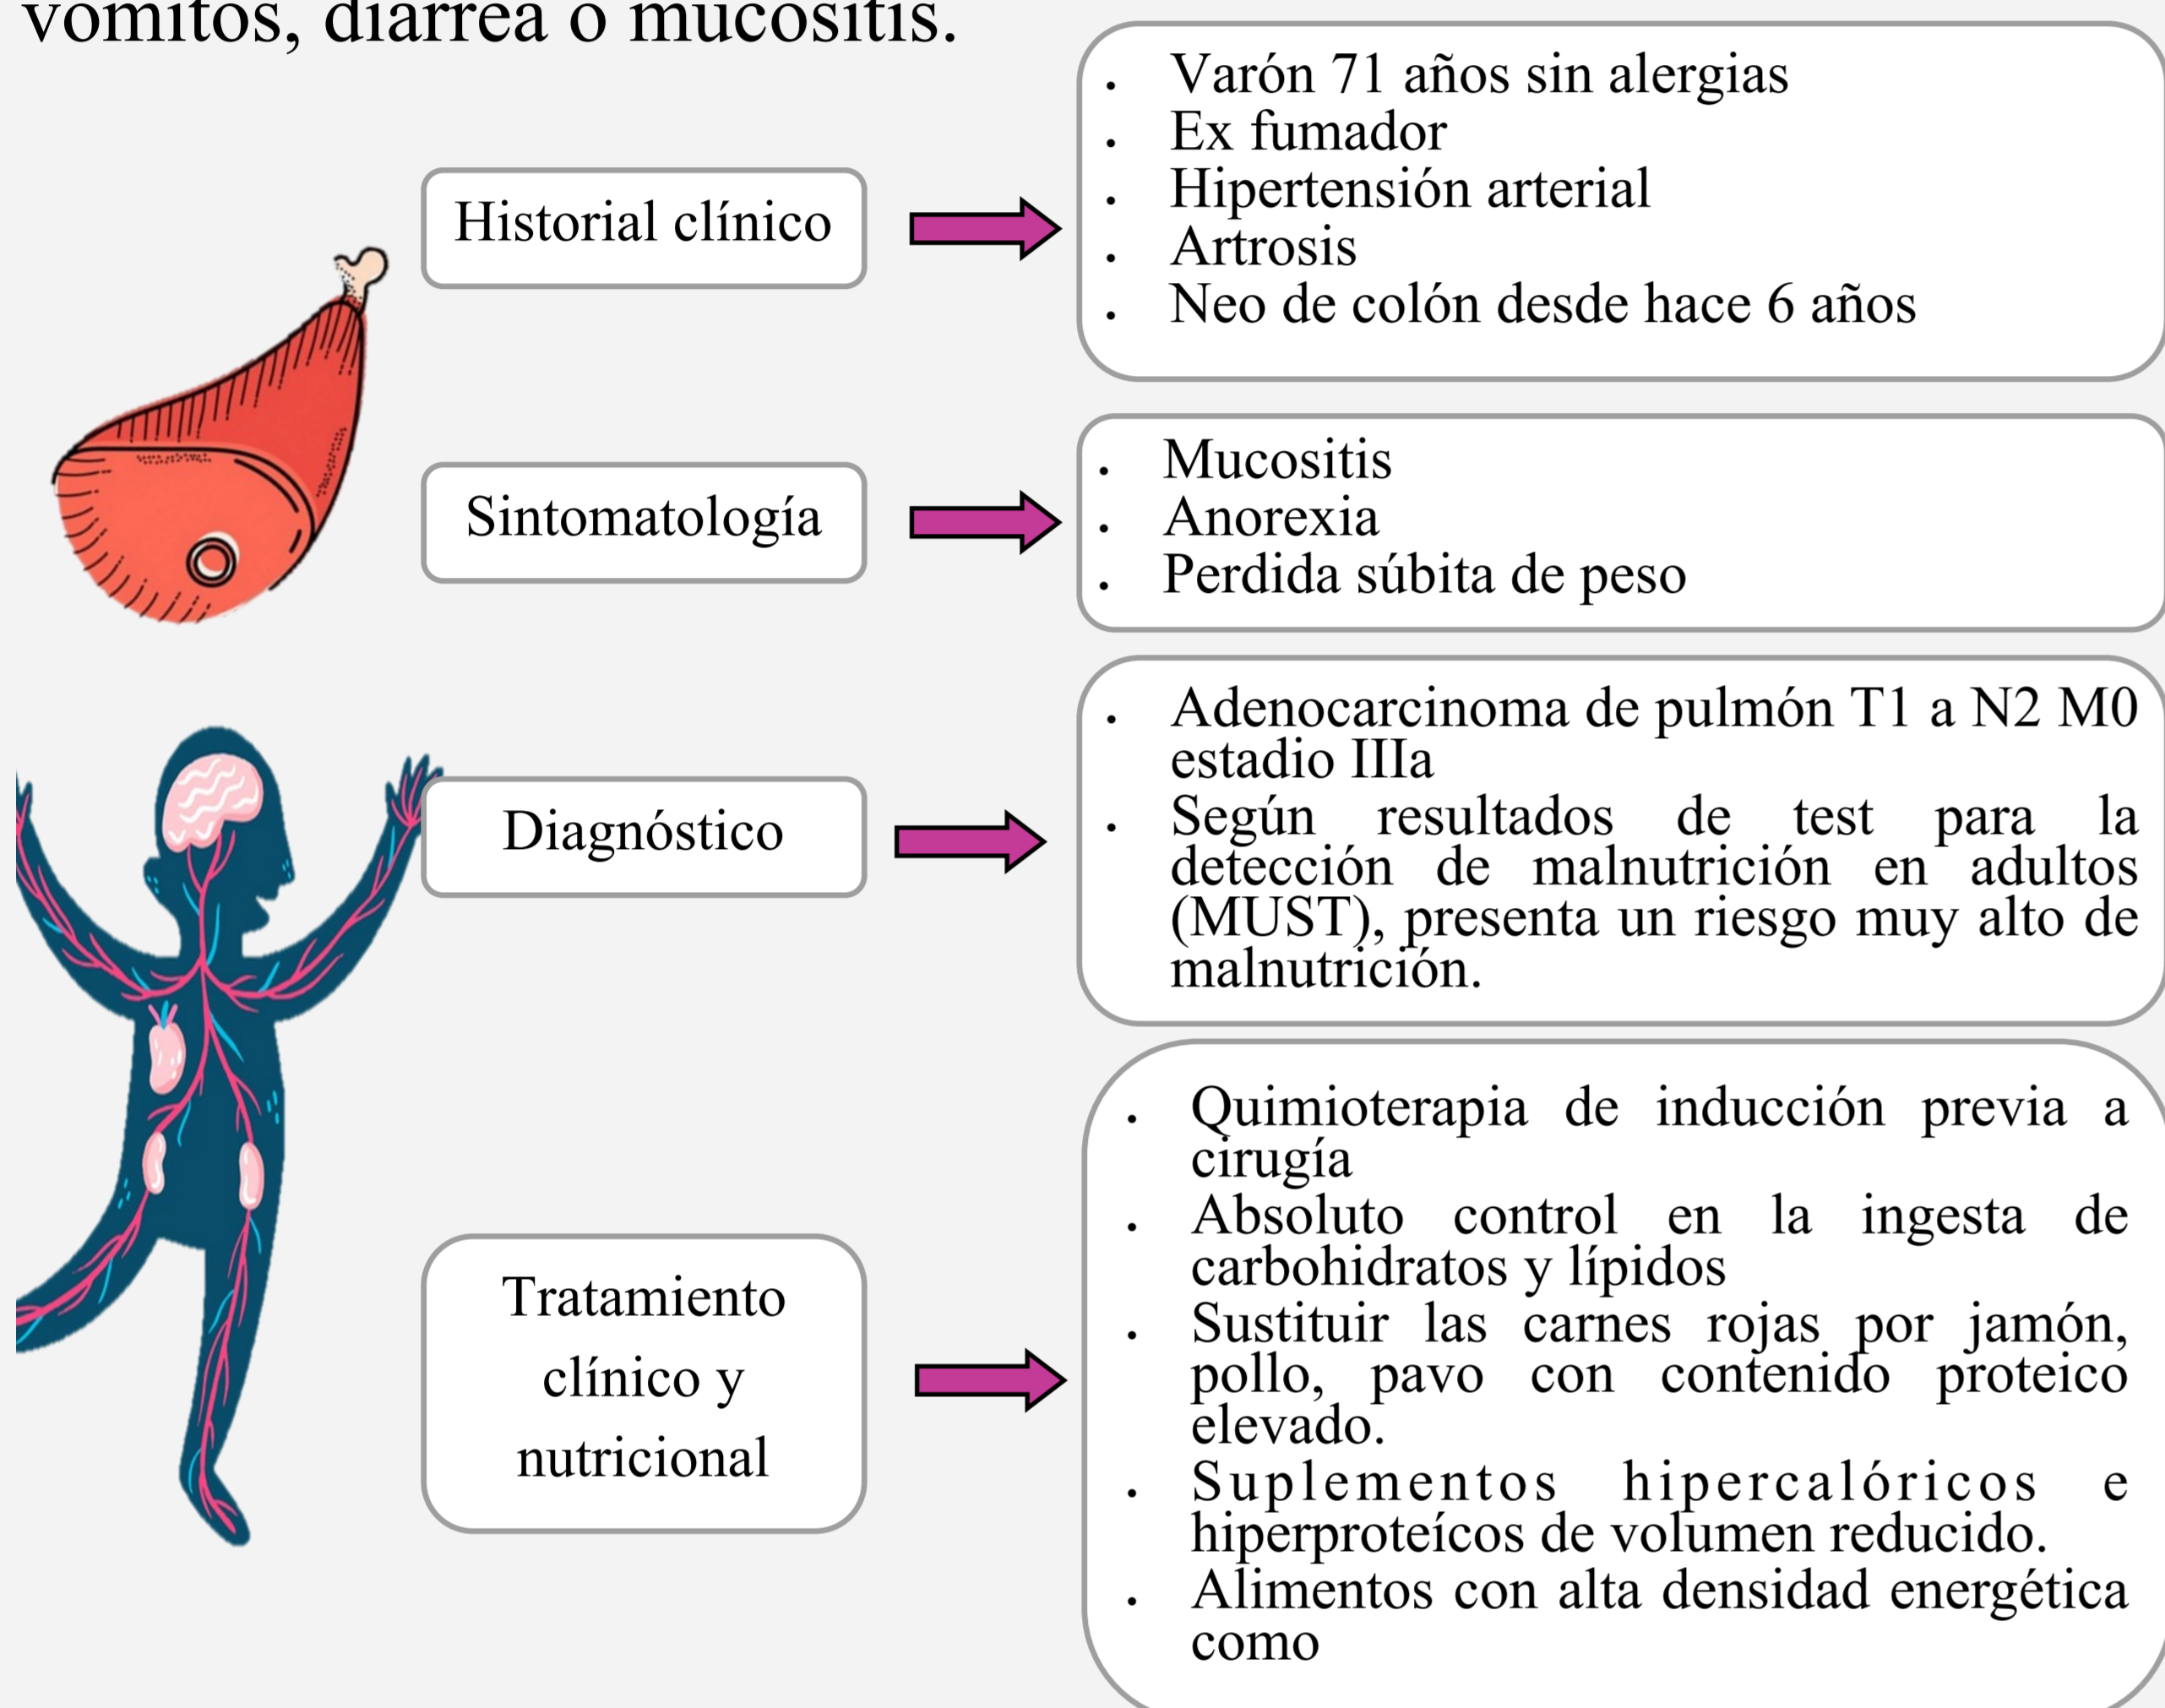 vómitos, diarrea o mucositis.
Historial clínico
• Varón 71 años sin alergias
• Ex fumador
• Hipertensión arterial
• Artrosis
• Neo de colón desde hace 6 años
Sintomatología
• Mucositis
• Anorexia
• Perdida súbita de peso
Diagnóstico
• Adenocarcinoma de pulmón T1 a N2 M0
estadio IIIa
• Según resultados de test para la
detección de malnutrición en adultos
(MUST), presenta un riesgo muy alto de
malnutrición.
Tratamiento
clínico y
nutricional
• Quimioterapia de inducción previa a
cirugía
• Absoluto control en la ingesta de
carbohidratos y lípidos
• Sustituir las carnes rojas por jamón,
pollo, pavo con contenido proteico
elevado.
• Suplementos hipercalóricos e
hiperproteícos de volumen reducido.
• Alimentos con alta densidad energética
como